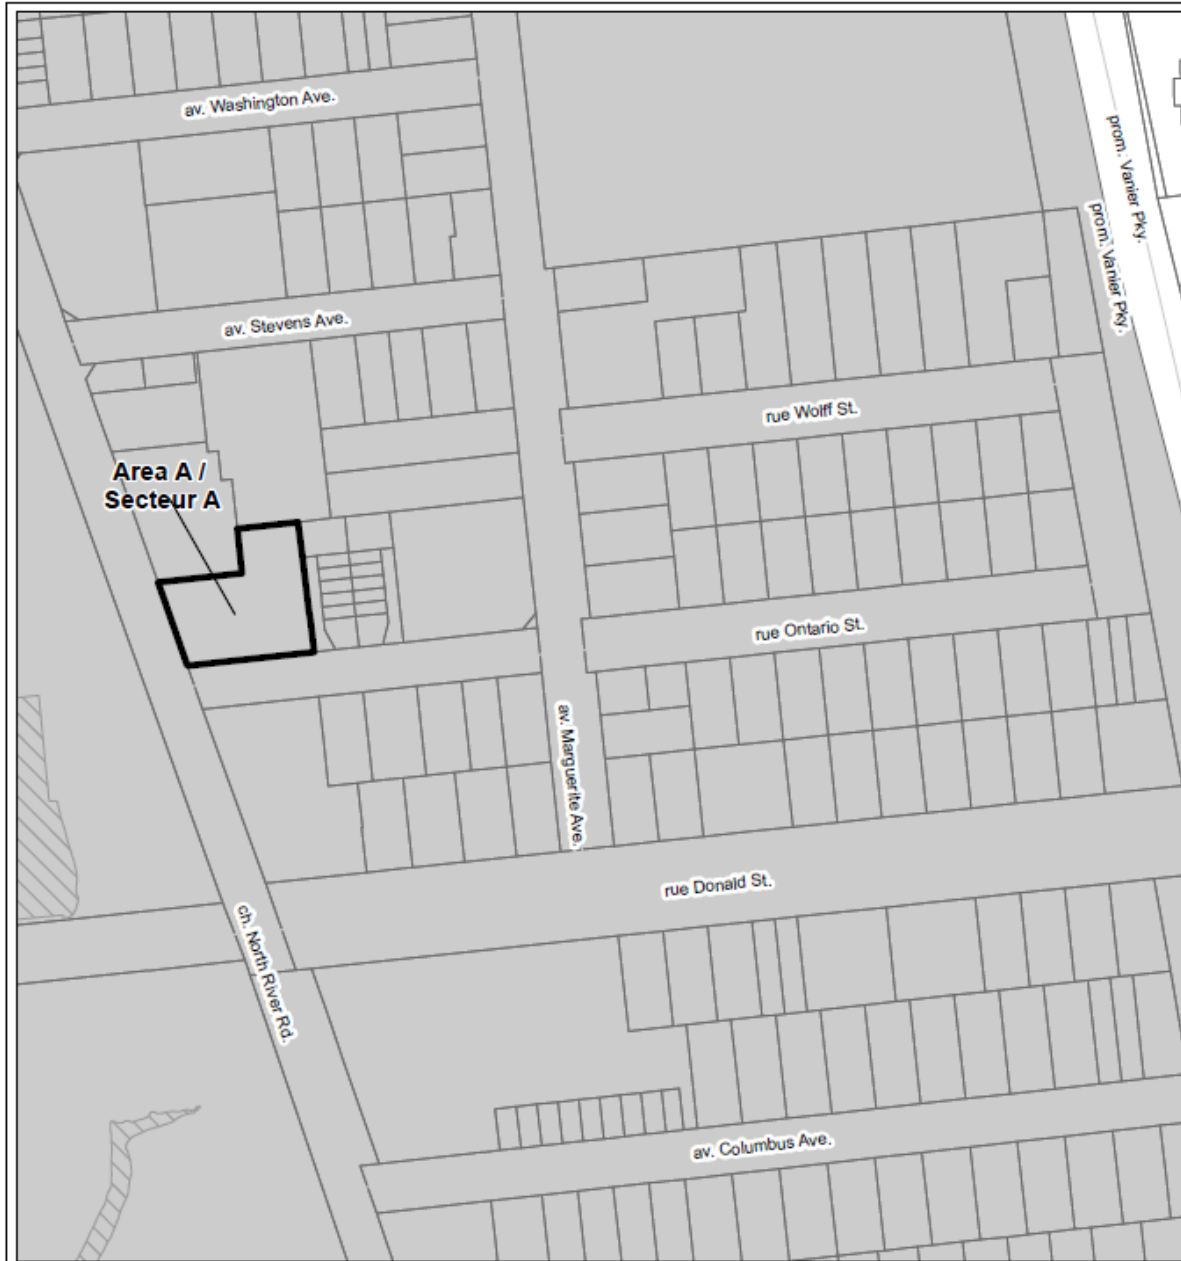 av. Washington Ave.
prom. Vanier Pky.
prom. Vanier Pky.
av. Stevens Ave.
rue Wolff St.
Area A /
Secteur A
rue Ontario St.
av. Marguerite Ave.
rue Donald St.
ch. North River Rd.
av. Columbus Ave.